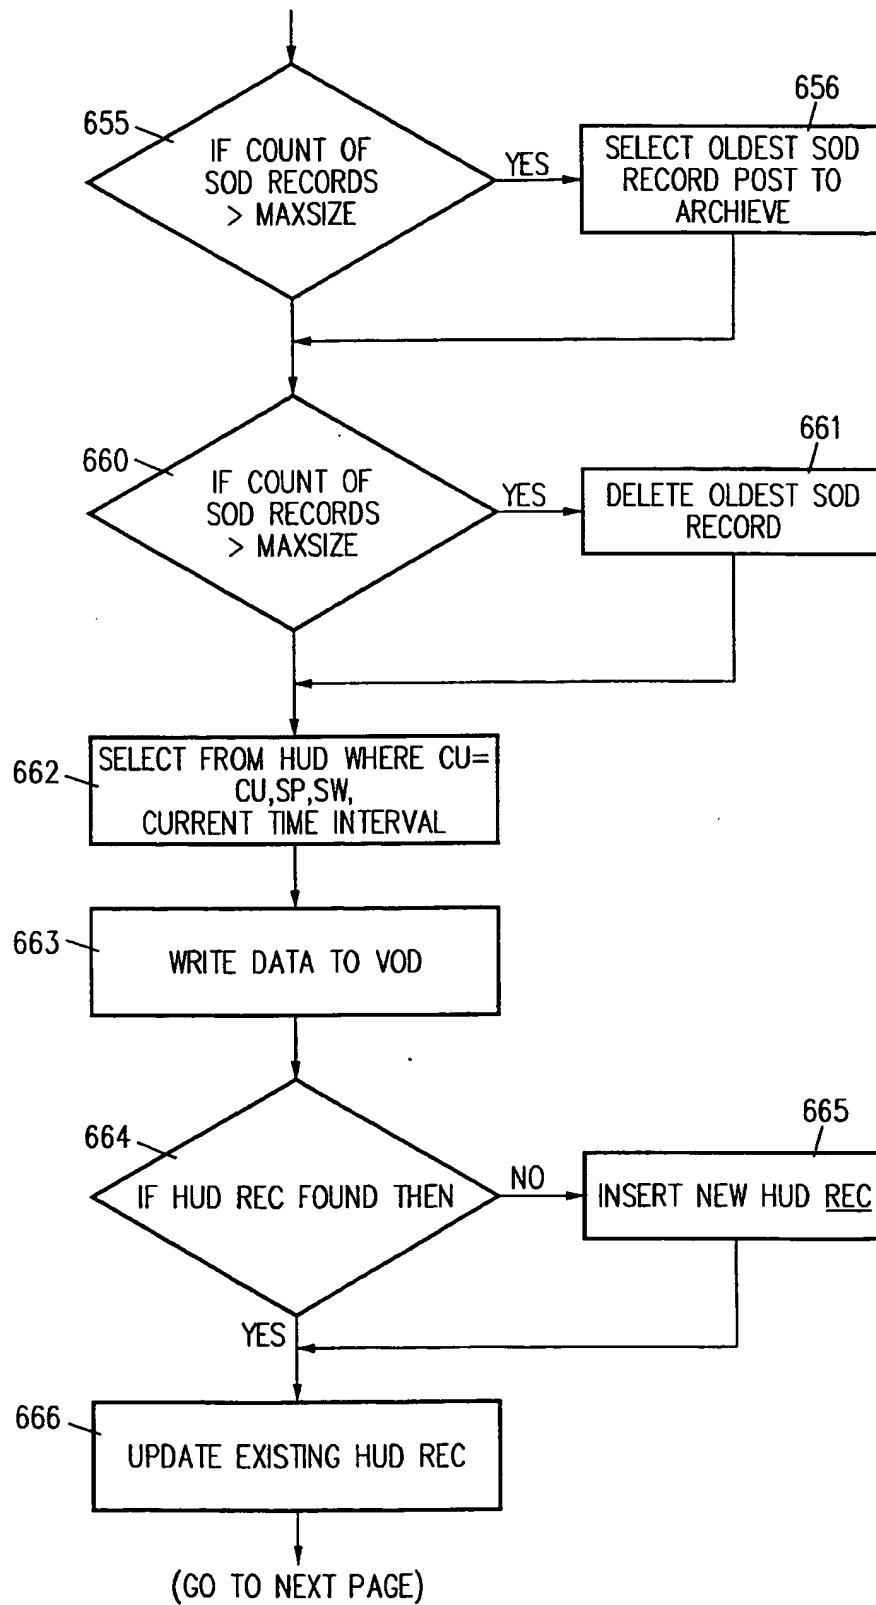 655
IF COUNT OF
SOD RECORDS
> MAXSIZE
YES
656
SELECT OLDEST SOD
RECORD POST TO
ARCHIEVE
660
IF COUNT OF
SOD RECORDS
> MAXSIZE
YES
661
DELETE OLDEST SOD
RECORD
662
SELECT FROM HUD WHERE CU=
CU,SP,SW,
CURRENT TIME INTERVAL
663
WRITE DATA TO VOD
664
IF HUD REC FOUND THEN
NO
665
INSERT NEW HUD REC
YES
666
UPDATE EXISTING HUD REC
(GO TO NEXT PAGE)